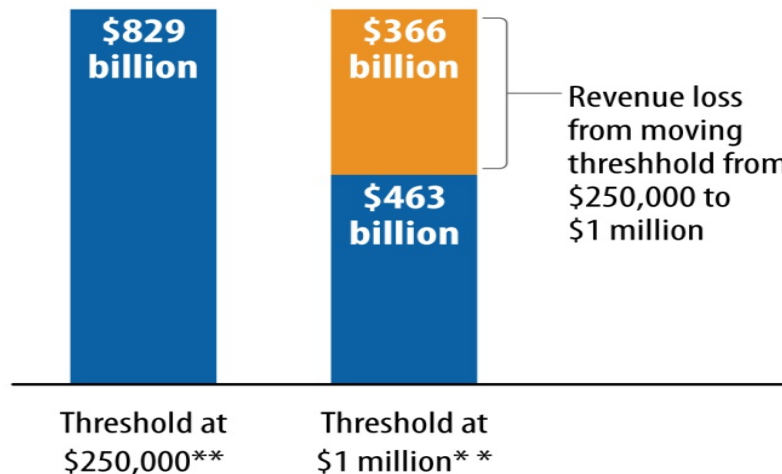 $829
billion
$366
billion
Revenue loss
from moving
threshhold from
$250,000 to
$1 million
$463
billion
Threshold at
$250,000**
Threshold at
$1 million* *